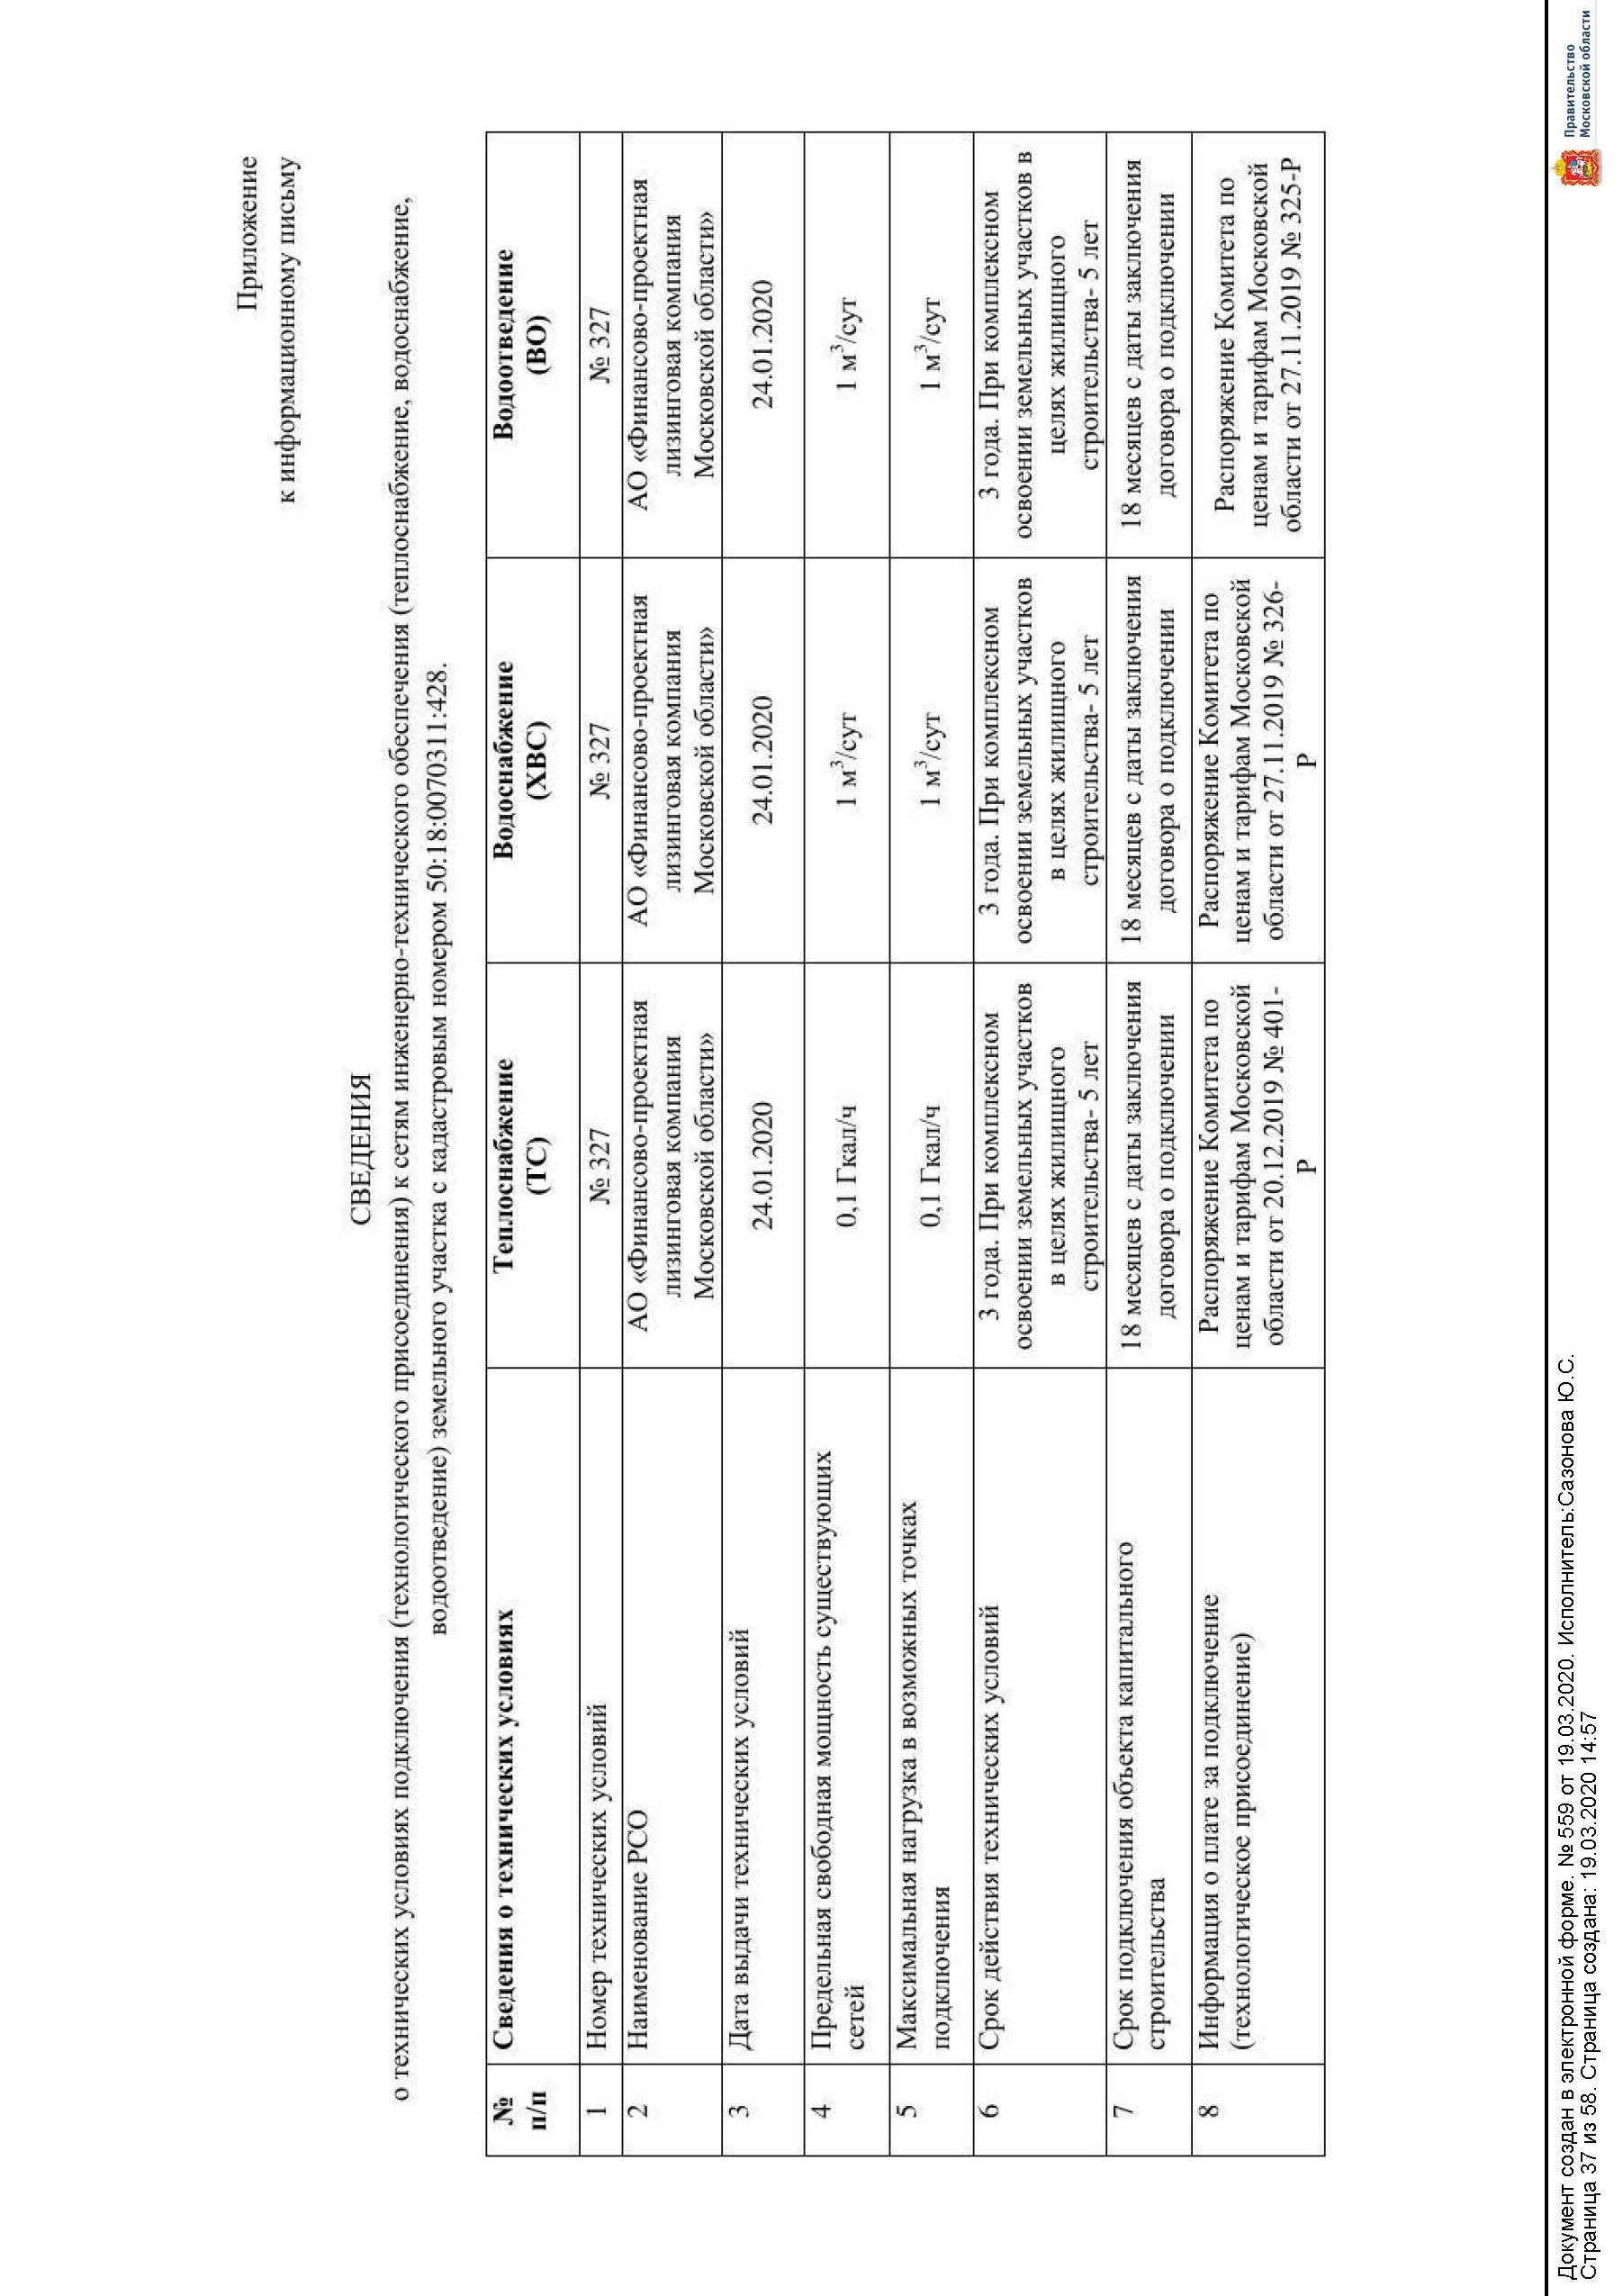 Приложение
к информационному письму
СВЕДЕНИЯ
о технических условиях подключения (технологического присоединения) к сетям инженерно-технического обеспечения (теплоснабжение, водоснабжение,
водоотведение) земельного участка с кадастровым номером 50:18:0070311:428.
№
п/п
Сведения о технических условиях
Теплоснабжение
(ТС)
Водоснабжение
(ХВС)
Водоотведение
(ВО)
1
Номер технических условий
№ 327
№ 327
№ 327
2
Наименование РСО
АО «Финансово-проектная
лизинговая компания
Московской области»
АО «Финансово-проектная
лизинговая компания
Московской области»
АО «Финансово-проектная
лизинговая компания
Московской области»
3
Дата выдачи технических условий
24.01.2020
24.01.2020
24.01.2020
4
Предельная свободная мощность существующих
сетей
0,1 Гкал/ч
1 м³/сут
1 м³/сут
5
Максимальная нагрузка в возможных точках
подключения
0,1 Гкал/ч
1 м³/сут
1 м³/сут
6
Срок действия технических условий
3 года. При комплексном
освоении земельных участков
в целях жилищного
строительства- 5 лет
3 года. При комплексном
освоении земельных участков
в целях жилищного
строительства- 5 лет
3 года. При комплексном
освоении земельных участков в
целях жилищного
строительства- 5 лет
7
Срок подключения объекта капитального
строительства
18 месяцев с даты заключения
договора о подключении
18 месяцев с даты заключения
договора о подключении
18 месяцев с даты заключения
договора о подключении
8
Информация о плате за подключение
(технологическое присоединение)
Распоряжение Комитета по
ценам и тарифам Московской
области от 20.12.2019 № 401-
Р
Распоряжение Комитета по
ценам и тарифам Московской
области от 27.11.2019 № 326-
Р
Распоряжение Комитета по
ценам и тарифам Московской
области от 27.11.2019 № 325-Р
Документ создан в электронной форме. № 559 от 19.03.2020. Исполнитель:Сазонова Ю.С.
Страница 37 из 58. Страница создана: 19.03.2020 14:57
Правительство
Московской области